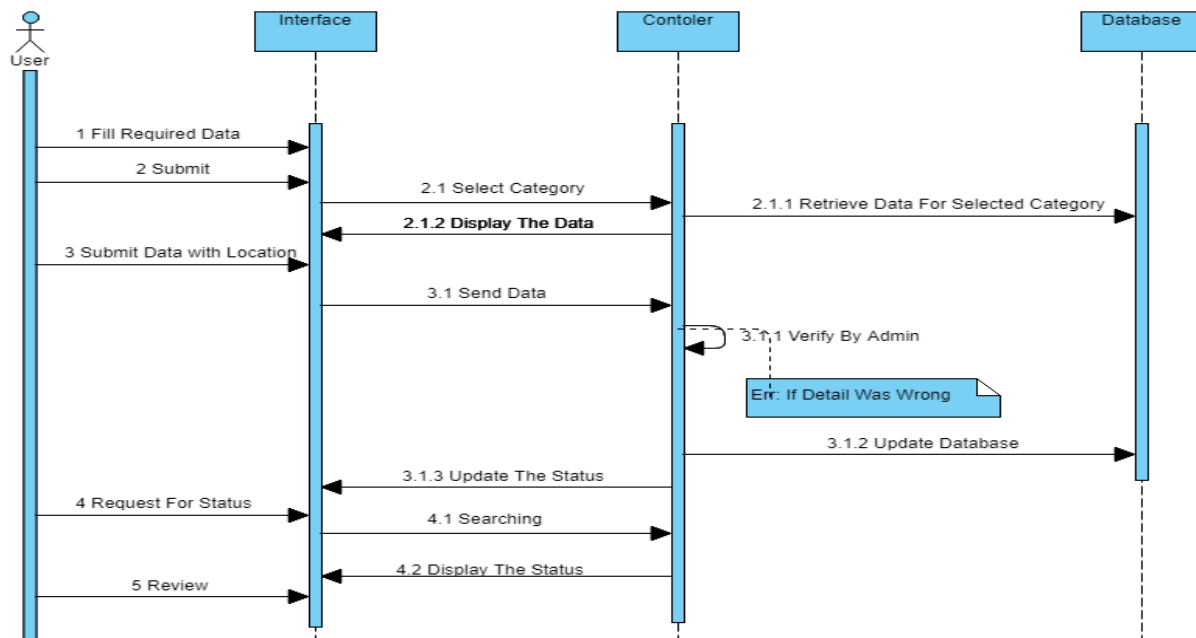 Interface
Contoler
Database
User
1 Fill Required Data
2 Submit
2.1 Select Category
2.1.1 Retrieve Data For Selected Category
2.1.2 Display The Data
3 Submit Data with Location
3.1 Send Data
3.1.1 Verify By Admin
Err: If Detail Was Wrong
3.1.2 Update Database
3.1.3 Update The Status
4 Request For Status
4.1 Searching
4.2 Display The Status
5 Review